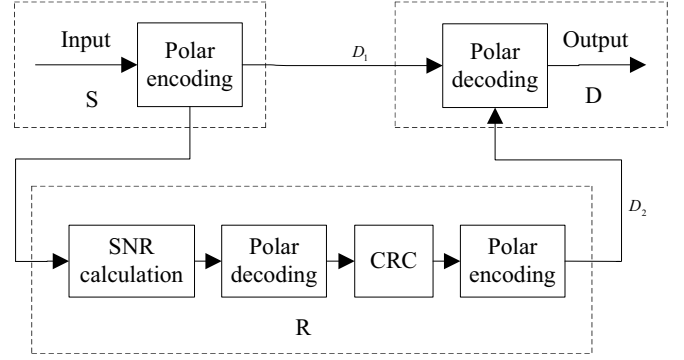 Input
Polar
encoding
S
D1
Polar
decoding
Output
D
SNR
calculation
Polar
decoding
CRC
Polar
encoding
R
D2